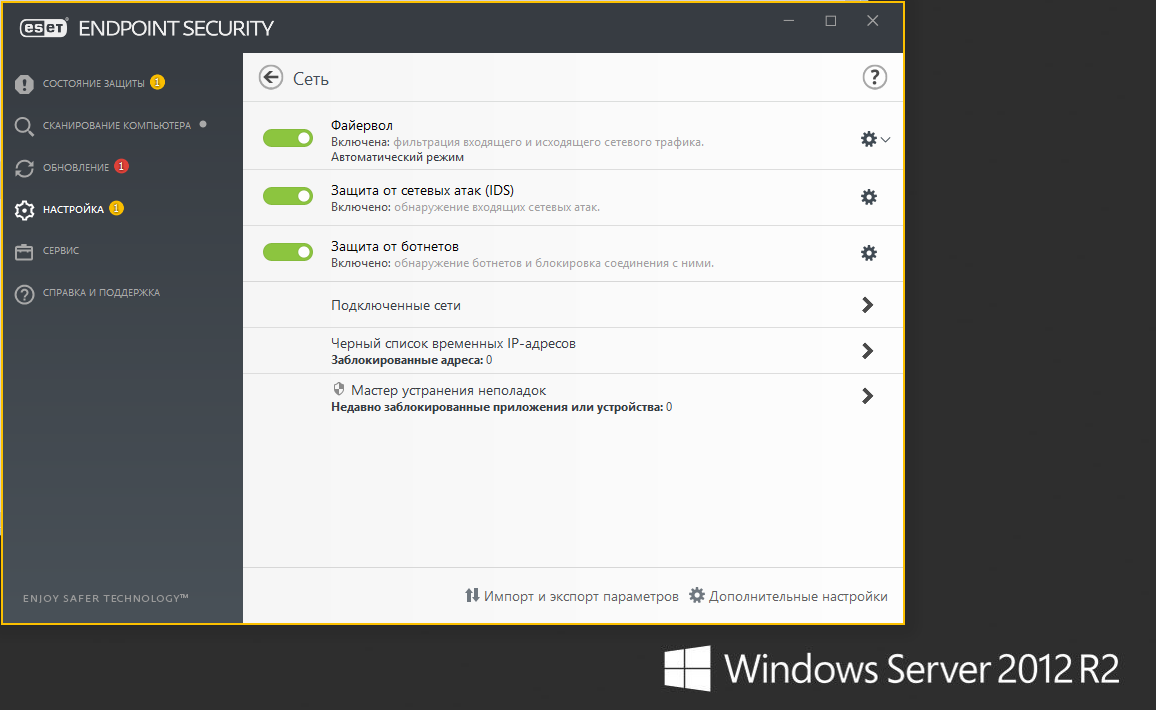 eset ENDPOINT SECURITY
СОСТОЯНИЕ ЗАЩИТЫ 1
СКАНИРОВАНИЕ КОМПЬЮТЕРА
ОБНОВЛЕНИЕ 1
НАСТРОЙКА 1
СЕРВИС
СПРАВКА И ПОДДЕРЖКА
ENJOY SAFER TECHNOLOGY™
Сеть
?
Файервол
Включена: фильтрация входящего и исходящего сетевого трафика.
Автоматический режим
Защита от сетевых атак (IDS)
Включено: обнаружение входящих сетевых атак.
Защита от ботнетов
Включено: обнаружение ботнетов и блокировка соединения с ними.
Подключенные сети
Черный список временных IP-адресов
Заблокированные адреса: 0
Мастер устранения неполадок
Недавно заблокированные приложения или устройства: 0
Импорт и экспорт параметров
Дополнительные настройки
Windows Server 2012 R2